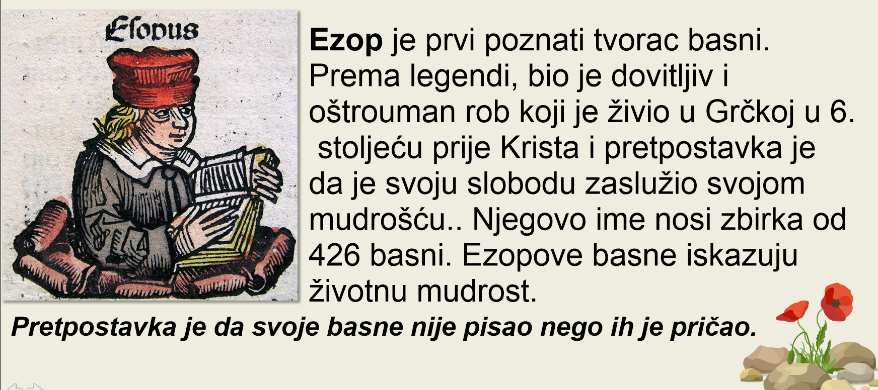 Esopus
Ezop je prvi poznati tvorac basni.
Prema legendi, bio je dovitljiv i
oštrouman rob koji je živio u Grčkoj u 6.
stoljeću prije Krista i pretpostavka je
da je svoju slobodu zaslužio svojom
mudrošću.. Njegovo ime nosi zbirka od
426 basni. Ezopove basne iskazuju
životnu mudrost.
Pretpostavka je da svoje basne nije pisao nego ih je pričao.